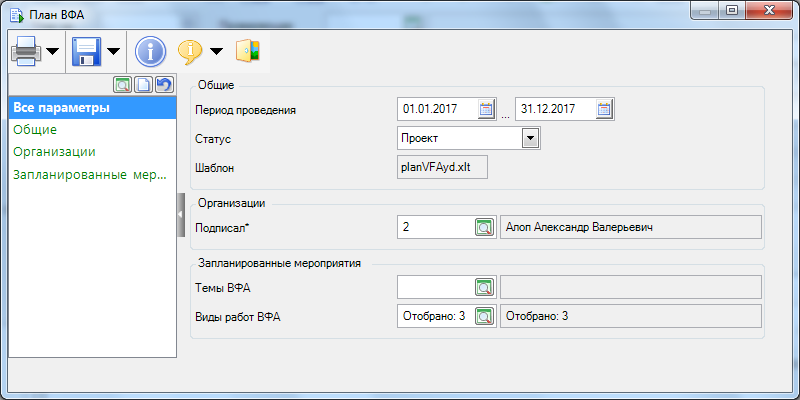 План ВФА
Все параметры
Общие
Организации
Запланированные мер...
Общие
Период проведения 01.01.2017 ... 31.12.2017
Статус Проект
Шаблон planVFAyd.xlt
Организации
Подписал* 2 Алоп Александр Валерьевич
Запланированные мероприятия
Темы ВФА
Виды работ ВФА Отобрано: 3 Отобрано: 3